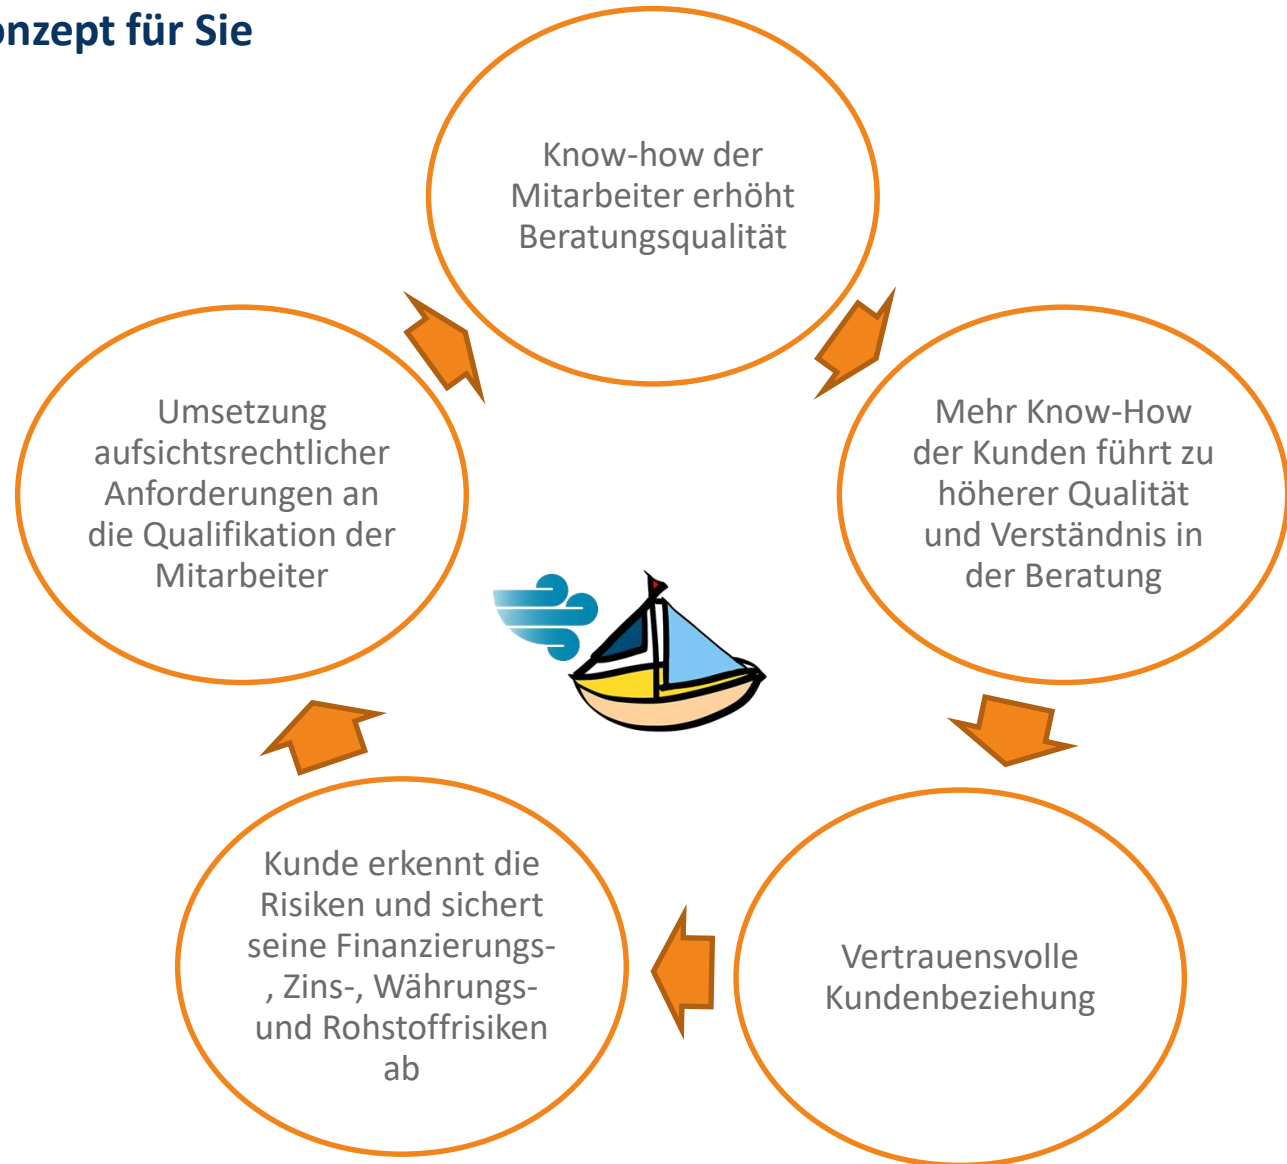 onzept für Sie
Know-how der
Mitarbeiter erhöht
Beratungsqualität
Mehr Know-How
der Kunden führt zu
höherer Qualität
und Verständnis in
der Beratung
Vertrauensvolle
Kundenbeziehung
Kunde erkennt die
Risiken und sichert
seine Finanzierungs-
, Zins-, Währungs-
und Rohstoffrisiken
ab
Umsetzung
aufsichtsrechtlicher
Anforderungen an
die Qualifikation der
Mitarbeiter